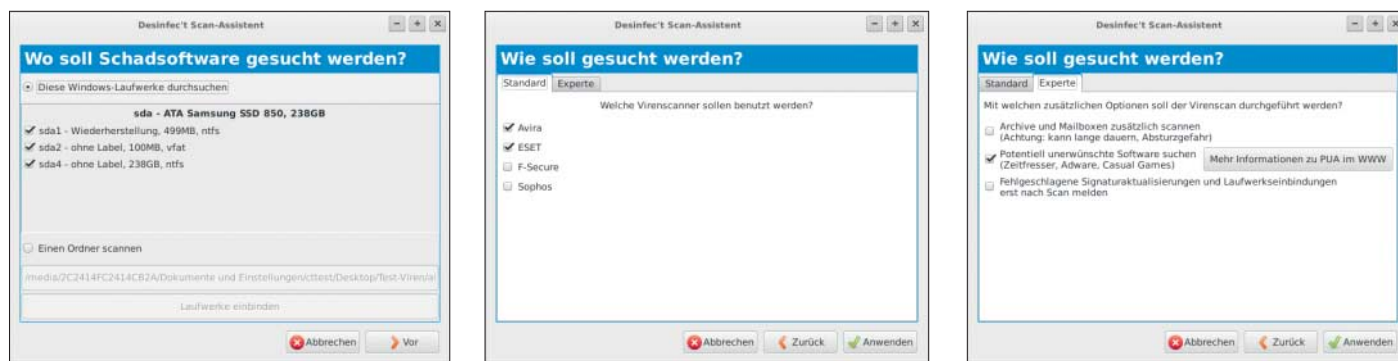 Desinfec't Scan-Assistent
Wo soll Schadsoftware gesucht werden?
Diese Windows-Laufwerke durchsuchen
sda - ATA Samsung SSD 850, 238GB
sda1 - Wiederherstellung, 499MB, ntfs
sda2 - ohne Label, 100MB, vfat
sda4 - ohne Label, 238GB, ntfs
Einen Ordner scannen
/media/2C2414FC2414CB2A/Dokumente und Einstellungen/cttest/Desktop/Test-Viren/
Laufwerke einbinden
Abbrechen
Vor
Desinfec't Scan-Assistent
Wie soll gesucht werden?
Standard Experte
Welche Virenscanner sollen benutzt werden?
Avira
ESET
F-Secure
Sophos
Abbrechen
Zurück
Anwenden
Desinfec't Scan-Assistent
Wie soll gesucht werden?
Standard Experte
Mit welchen zusätzlichen Optionen soll der Virenscan durchgeführt werden?
Archive und Mailboxen zusätzlich scannen
(Achtung: kann lange dauern, Absturzgefahr)
Potentiell unerwünschte Software suchen
(Zeitfresser, Adware, Casual Games)
Mehr Informationen zu PUA im WWW
Fehlgeschlagene Signaturaktualisierungen und Laufwerkseinbindungen
erst nach Scan melden
Abbrechen
Zurück
Anwenden